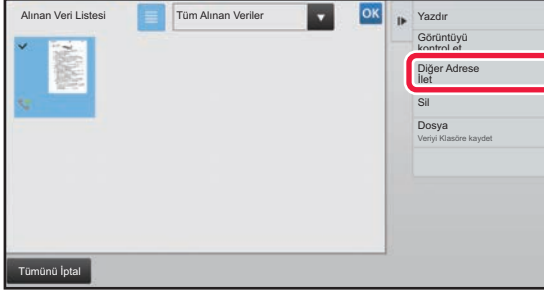 Alınan Veri Listesi
Tüm Alınan Veriler
OK
Yazdır
Görüntüyü
kontrol et
Diğer Adrese
İlet
Sil
Dosya
Veriyi Klasöre kaydet
Tümünü İptal